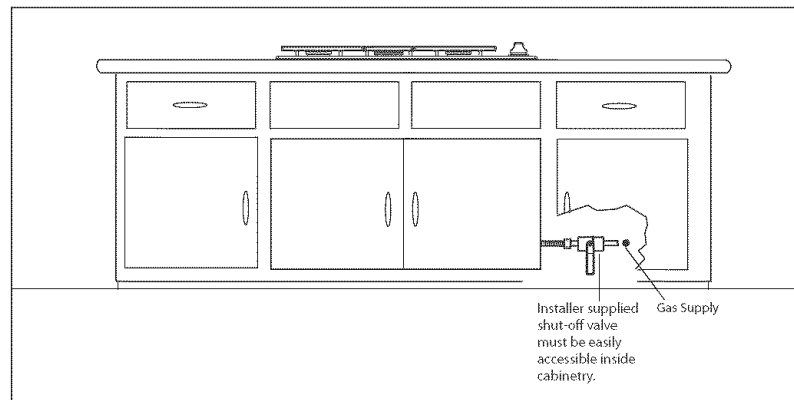 Installer supplied
shut-off valve
must be easily
accessible inside
cabinetry.
Gas Supply